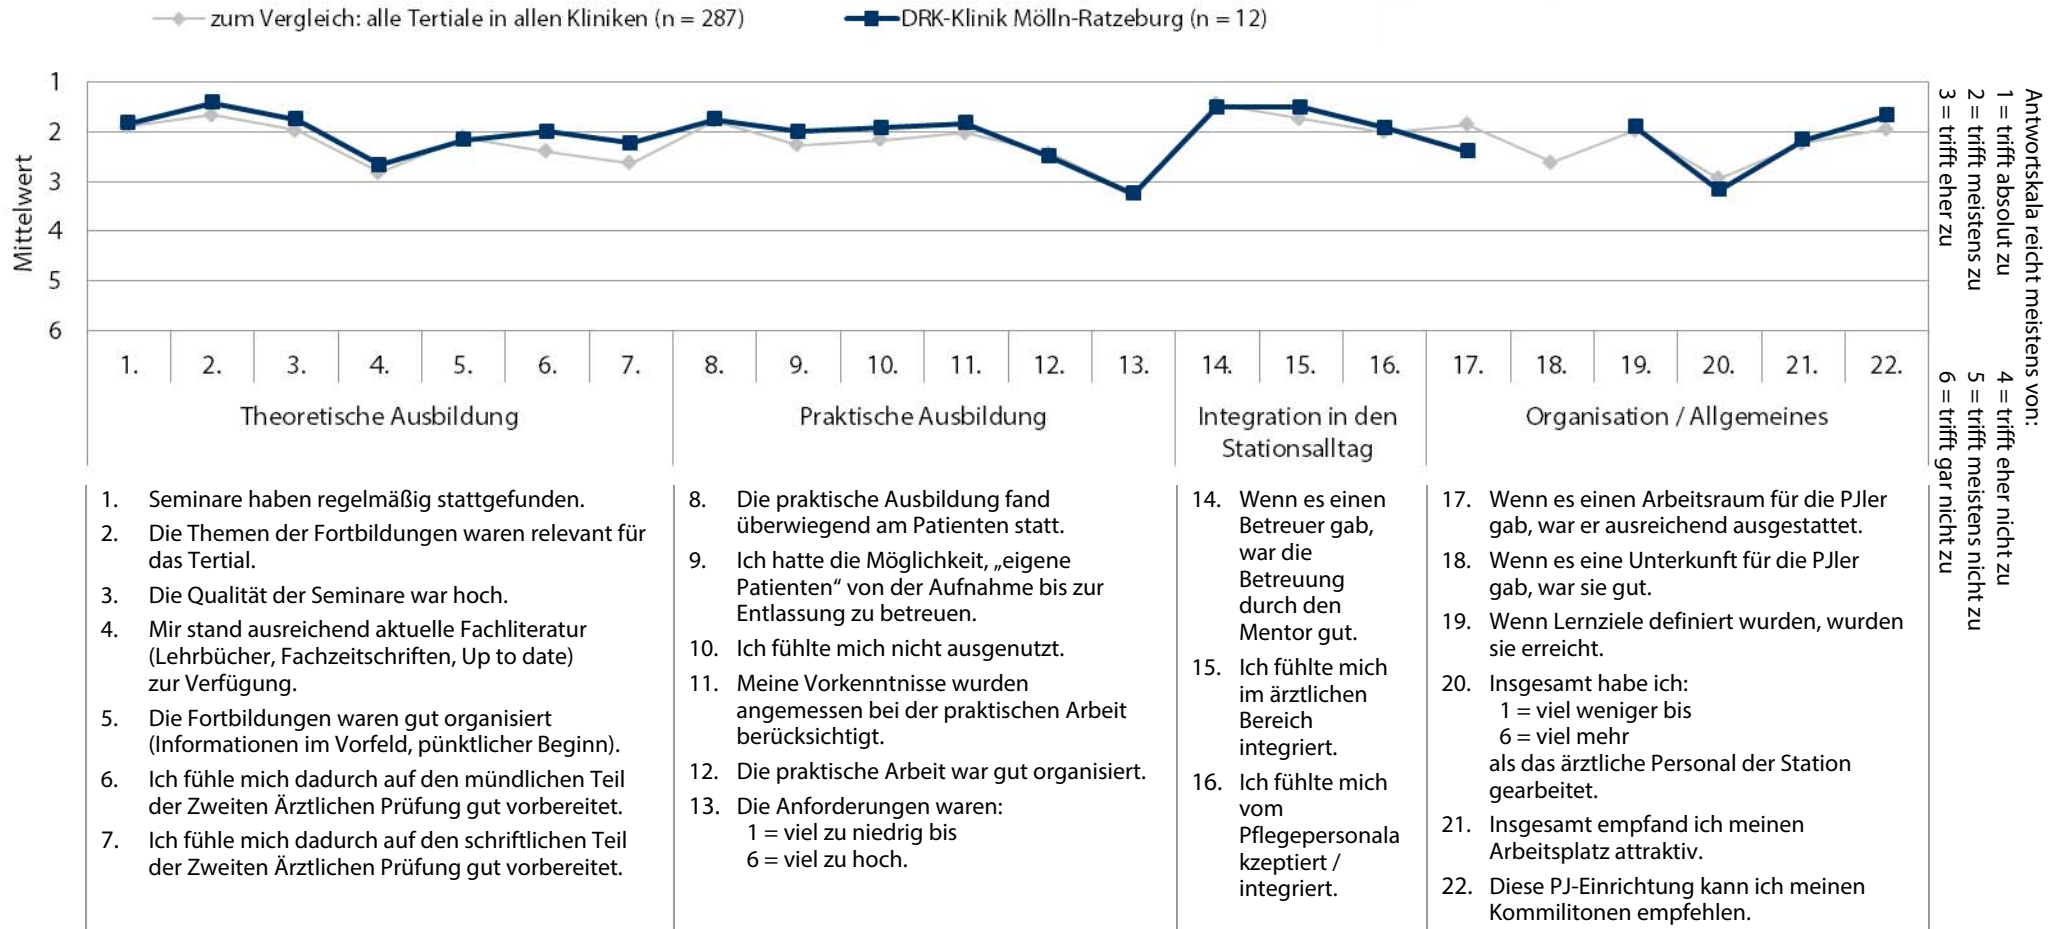 zum Vergleich: alle Tertiale in allen Kliniken (n = 287)
DRK-Klinik Mölln-Ratzeburg (n = 12)
Mittelwert
1
2
3
4
5
6
1. 2. 3. 4. 5. 6. 7. 8. 9. 10. 11. 12. 13. 14. 15. 16. 17. 18. 19. 20. 21. 22.
Theoretische Ausbildung
Praktische Ausbildung
Integration in den
Stationsalltag
Organisation / Allgemeines
Antwortskala reicht meistens von:
1 = trifft absolut zu
2 = trifft meistens zu
3 = trifft eher zu
4 = trifft eher nicht zu
5 = trifft meistens nicht zu
6 = trifft gar nicht zu
1. Seminare haben regelmäßig stattgefunden.
2. Die Themen der Fortbildungen waren relevant für
das Tertial.
3. Die Qualität der Seminare war hoch.
4. Mir stand ausreichend aktuelle Fachliteratur
(Lehrbücher, Fachzeitschriften, Up to date)
zur Verfügung.
5. Die Fortbildungen waren gut organisiert
(Informationen im Vorfeld, pünktlicher Beginn).
6. Ich fühle mich dadurch auf den mündlichen Teil
der Zweiten Ärztlichen Prüfung gut vorbereitet.
7. Ich fühle mich dadurch auf den schriftlichen Teil
der Zweiten Ärztlichen Prüfung gut vorbereitet.
8. Die praktische Ausbildung fand
überwiegend am Patienten statt.
9. Ich hatte die Möglichkeit, „eigene
Patienten“ von der Aufnahme bis zur
Entlassung zu betreuen.
10. Ich fühlte mich nicht ausgenutzt.
11. Meine Vorkenntnisse wurden
angemessen bei der praktischen Arbeit
berücksichtigt.
12. Die praktische Arbeit war gut organisiert.
13. Die Anforderungen waren:
1 = viel zu niedrig bis
6 = viel zu hoch.
14. Wenn es einen
Betreuer gab,
war die
Betreuung
durch den
Mentor gut.
15. Ich fühlte mich
im ärztlichen
Bereich
integriert.
16. Ich fühlte mich
vom
Pflegepersonala
kzeptiert /
integriert.
17. Wenn es einen Arbeitsraum für die PJler
gab, war er ausreichend ausgestattet.
18. Wenn es eine Unterkunft für die PJler
gab, war sie gut.
19. Wenn Lernziele definiert wurden, wurden
sie erreicht.
20. Insgesamt habe ich:
1 = viel weniger bis
6 = viel mehr
als das ärztliche Personal der Station
gearbeitet.
21. Insgesamt empfand ich meinen
Arbeitsplatz attraktiv.
22. Diese PJ-Einrichtung kann ich meinen
Kommilitonen empfehlen.